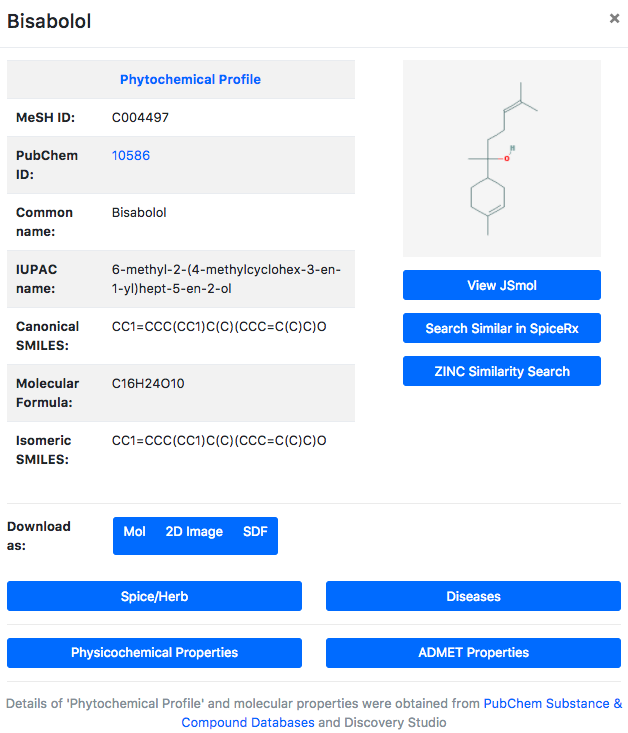 Bisabolol
×
Phytochemical Profile
MeSH ID: C004497
PubChem 10586
ID:
Common Bisabolol
name:
IUPAC 6-methyl-2-(4-methylcyclohex-3-en-
name: 1-yl)hept-5-en-2-ol
Canonical CC1=CCC(CC1)C(C)(CCC=C(C)C)O
SMILES:
Molecular C16H24O10
Formula:
Isomeric CC1=CCC(CC1)C(C)(CCC=C(C)C)O
SMILES:
H
O
View JSmol
Search Similar in SpiceRx
ZINC Similarity Search
Download Mol 2D Image SDF
as:
Spice/Herb Diseases
Physicochemical Properties ADMET Properties
Details of 'Phytochemical Profile' and molecular properties were obtained from PubChem Substance &
Compound Databases and Discovery Studio